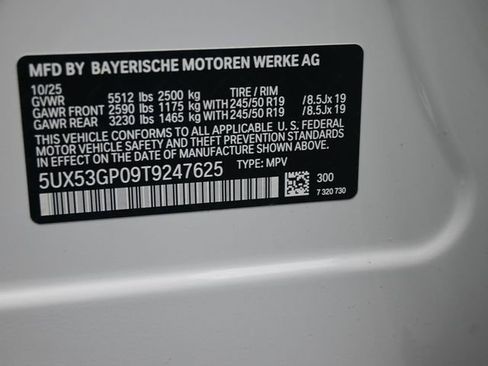 MFD BY BAYERISCHE MOTOREN WERKE AG
10/25 TIRE / RIM
GVWR 5512 lbs 2500 kg
GAWR FRONT 2590 lbs 1175 kg WITH 245/50 R19 /8.5Jx 19
GAWR REAR 3230 lbs 1465 kg WITH 245/50 R19 /8.5Jx 19
THIS VEHICLE CONFORMS TO ALL APPLICABLE U.S. FEDERAL
MOTOR VEHICLE SAFETY AND THEFT PREVENTION STANDARDS
IN EFFECT ON THE DATE OF MANUFACTURE SHOWN ABOVE.
5UX53GP09T9247625 TYPE: MPV
300
7 320 730